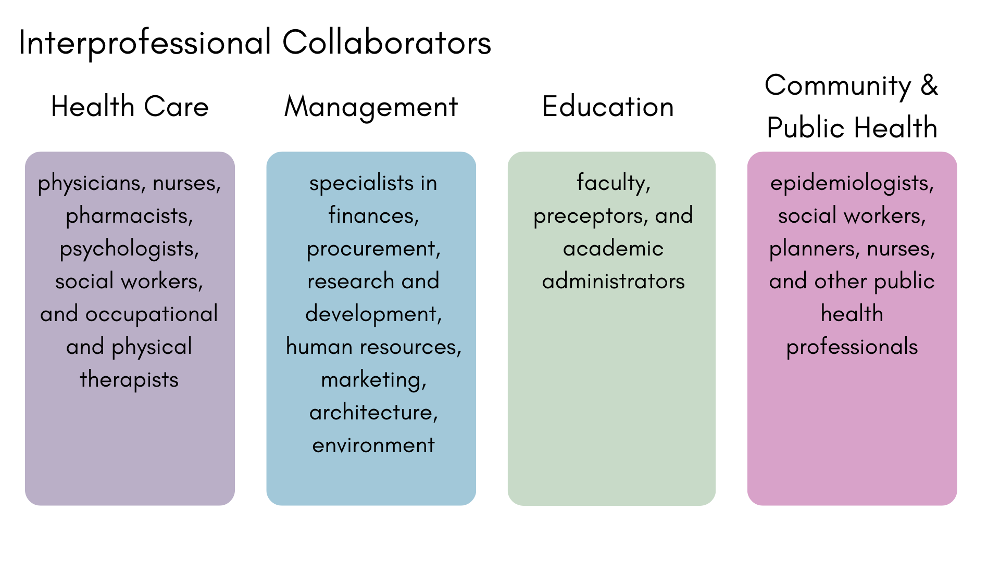 Interprofessional Collaborators
Health Care
physicians, nurses,
pharmacists,
psychologists,
social workers,
and occupational
and physical
therapists
Management
specialists in
finances,
procurement,
research and
development,
human resources,
marketing,
architecture,
environment
Education
faculty,
preceptors, and
academic
administrators
Community &
Public Health
epidemiologists,
social workers,
planners, nurses,
and other public
health
professionals